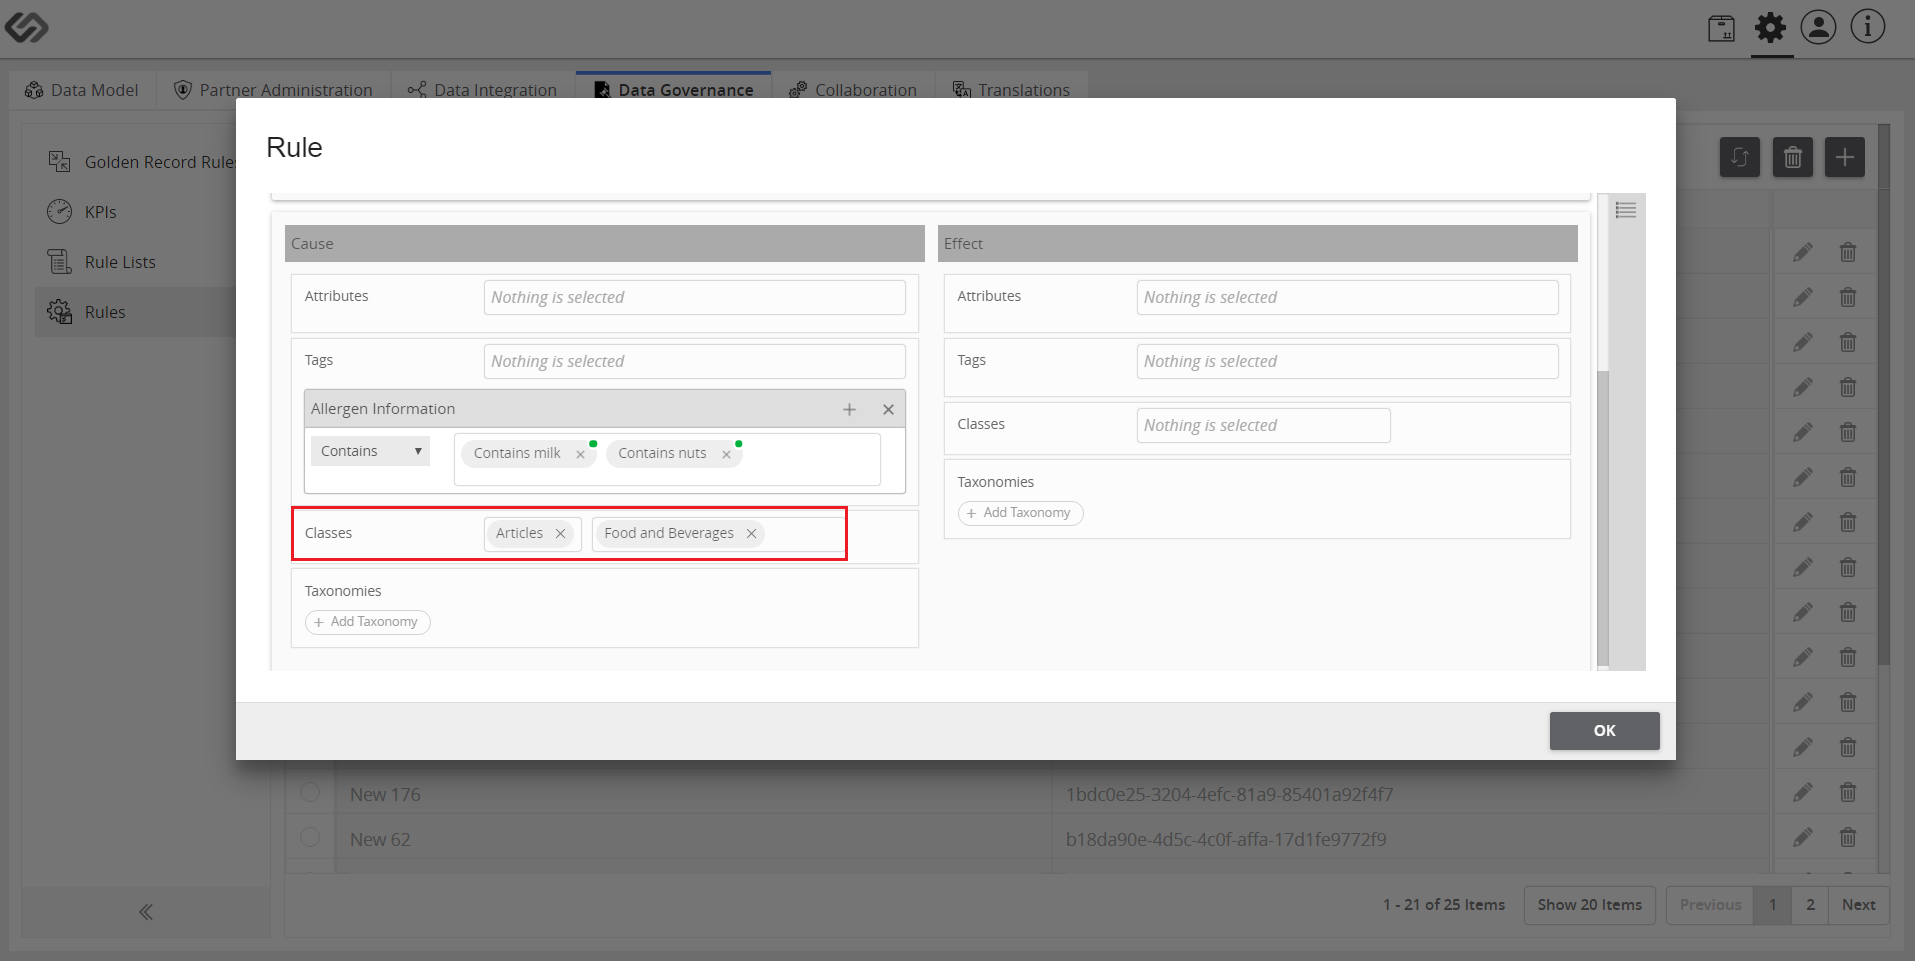 Data Model
Partner Administration
Data Integration
Data Governance
Collaboration
Translations
Golden Record Rules
KPIs
Rule Lists
Rules
Rule
Cause
Effect
Attributes
Nothing is selected
Attributes
Nothing is selected
Tags
Nothing is selected
Tags
Nothing is selected
Allergen Information
Contains
Contains milk
Contains nuts
Classes
Nothing is selected
Classes
Articles
Food and Beverages
Taxonomies
Add Taxonomy
Taxonomies
Add Taxonomy
OK
New 176
1bdc0e25-3204-4efc-81a9-85401a92f4f7
New 62
b18da90e-4d5c-4c0f-affa-17d1fe9772f9
1 - 21 of 25 Items
Show 20 Items
Previous
1
2
Next